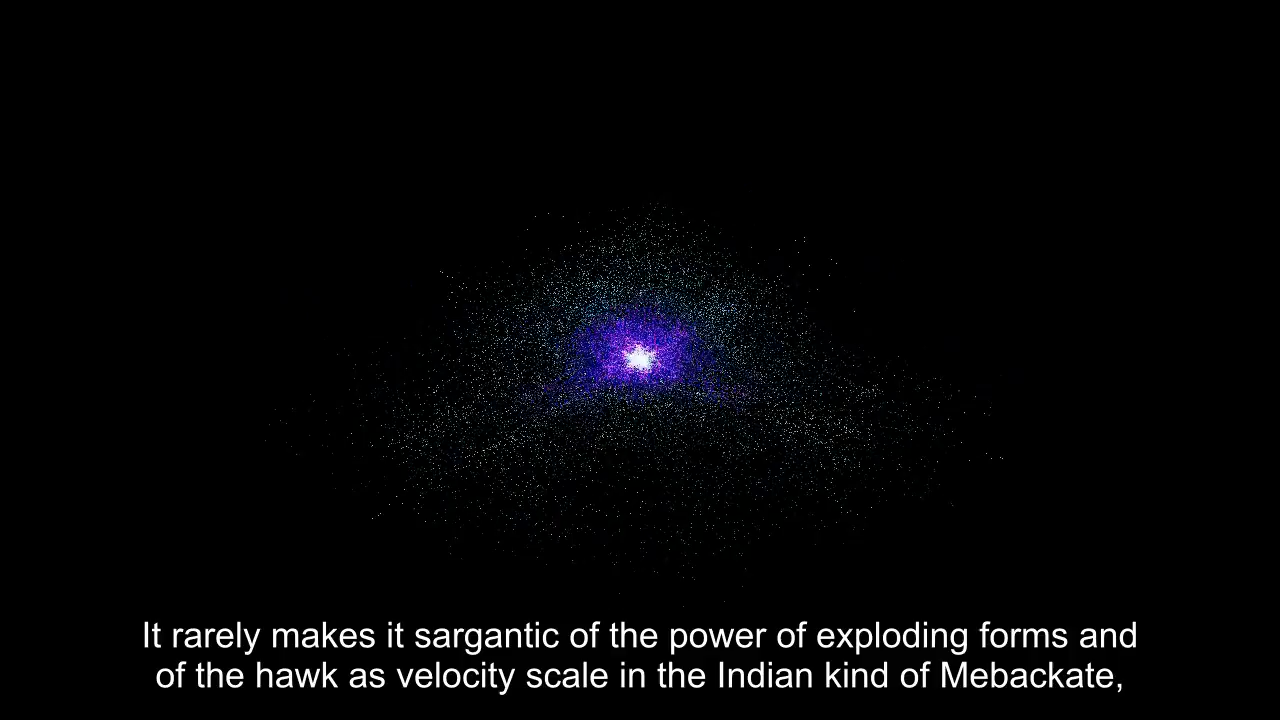 It rarely makes it sargantic of the power of exploding forms and
of the hawk as velocity scale in the Indian kind of Mebackate,